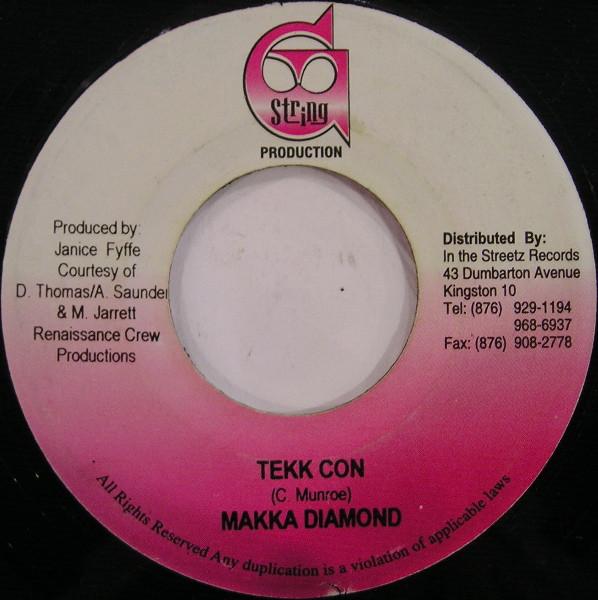 G String
PRODUCTION
Produced by:
Janice Fyffe
Courtesy of
D. Thomas/A. Saunder
& M. Jarrett
Renaissance Crew
Productions
Distributed By:
In the Streetz Records
43 Dumbarton Avenue
Kingston 10
Tel: (876) 929-1194
968-6937
Fax: (876) 908-2778
TEKK CON
(C. Munroe)
MAKKA DIAMOND
All Rights Reserved Any duplication is a violation of applicable laws